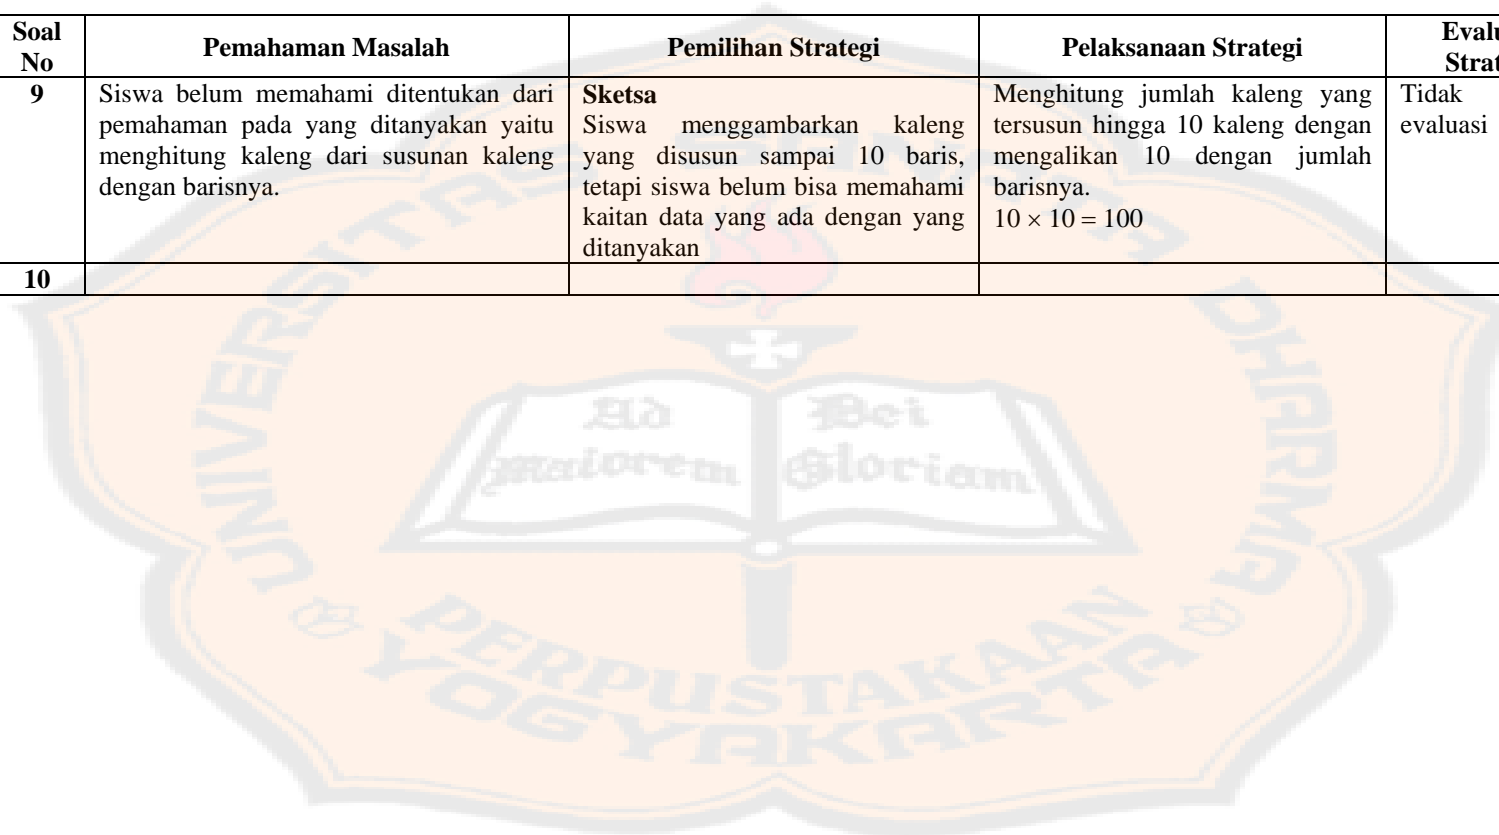 Soal No
Pemahaman Masalah
Pemilihan Strategi
Pelaksanaan Strategi
9
Siswa belum memahami ditentukan dari
pemahaman pada yang ditanyakan yaitu
menghitung kaleng dari susunan kaleng
dengan barisnya.
Sketsa
Siswa menggambarkan kaleng
yang disusun sampai 10 baris,
tetapi siswa belum bisa memahami
kaitan data yang ada dengan yang
ditanyakan
Menghitung jumlah kaleng yang
tersusun hingga 10 kaleng dengan
mengalikan 10 dengan jumlah
barisnya.
10 × 10 = 100
Tidak
evaluasi
10
UNIVERSITAS SANATA DHARMA
Ad Dei
maiorem Gloriam
PERPUSTAKAAN
YOGYAKARTA